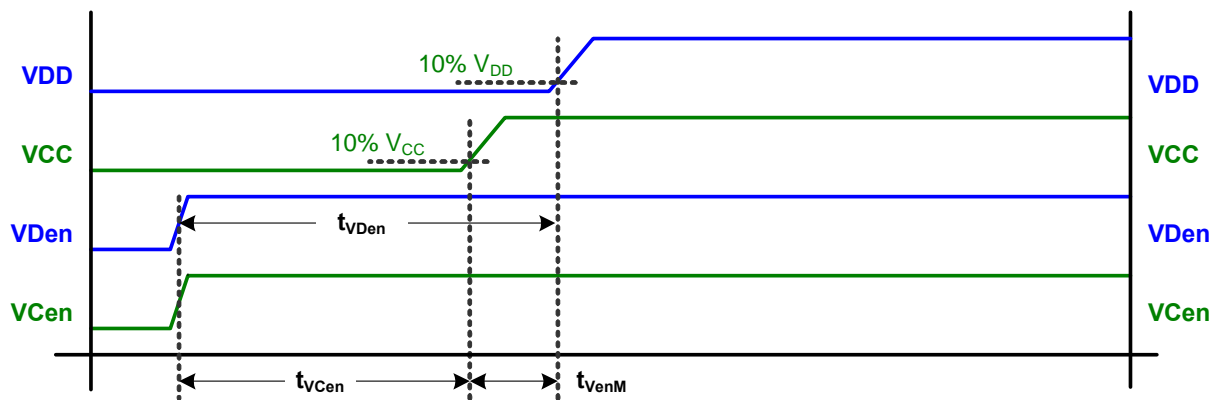 10% VDD
VDD VDD
10% VCC
VCC VCC
tVDen
VDen VDen
VCen VCen
tVCen tVenM